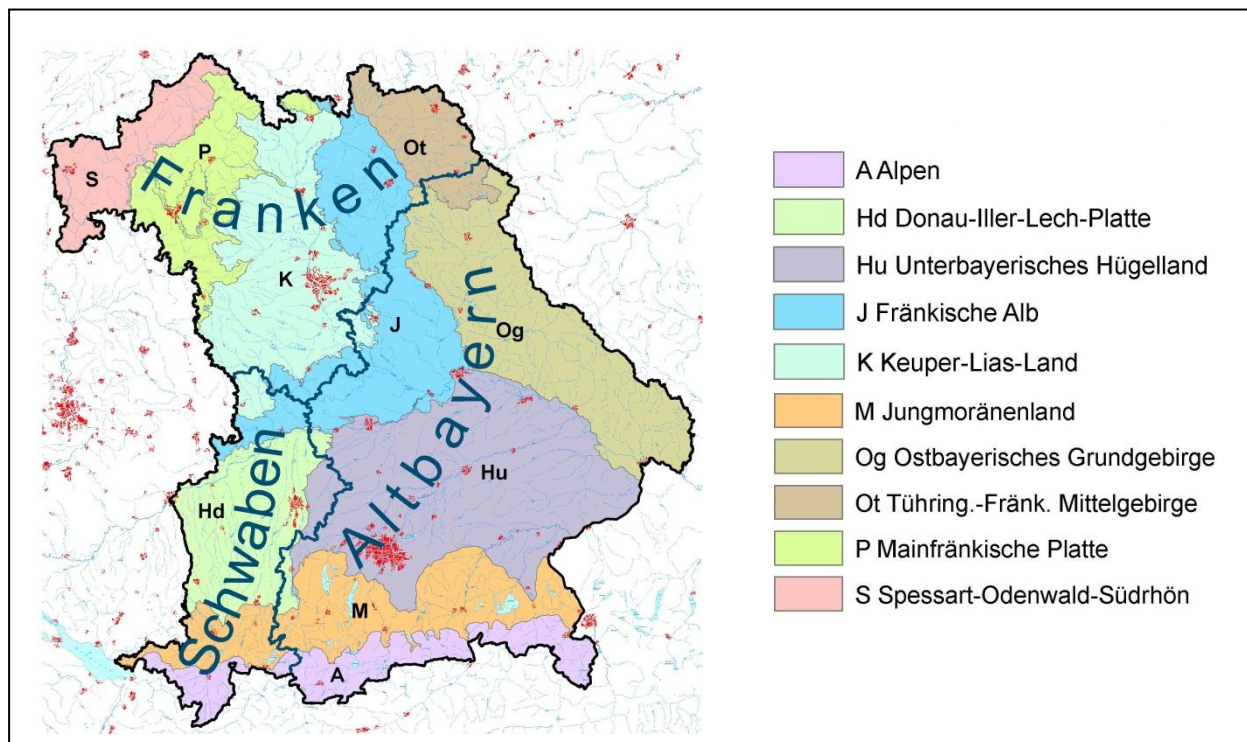 P
Ot
S
Franken
K
J
Og
Altbayern
Hu
Hd
Schwaben
M
A
A Alpen
Hd Donau-Iller-Lech-Platte
Hu Unterbayerisches Hügelland
J Fränkische Alb
K Keuper-Lias-Land
M Jungmoränenland
Og Ostbayerisches Grundgebirge
Ot Tühring.-Fränk. Mittelgebirge
P Mainfränkische Platte
S Spessart-Odenwald-Südrhön